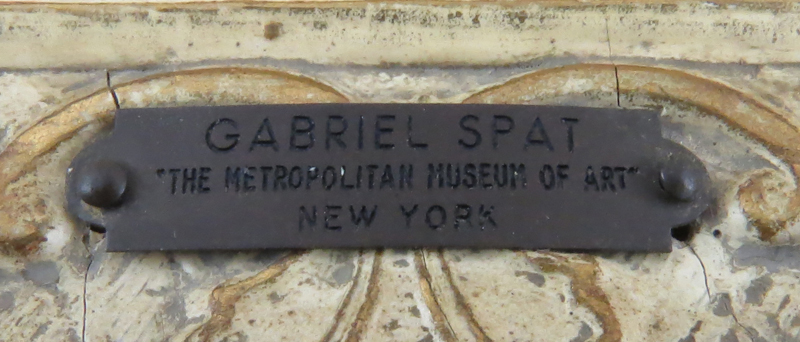 GABRIEL SPAT
"THE METROPOLITAN MUSEUM OF ART"
NEW YORK